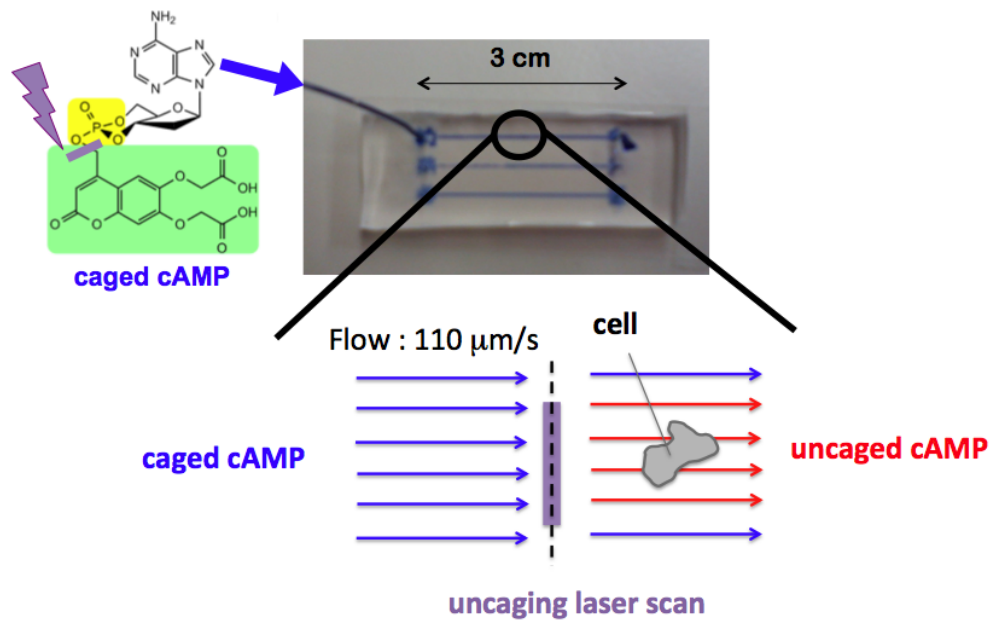 NH₂
N
N
N
N
O
O
P
O
O
O
O
O
O
OH
O
OH
O
O
caged cAMP
3 cm
Flow : 110 μm/s
cell
caged cAMP
uncaged cAMP
uncaging laser scan